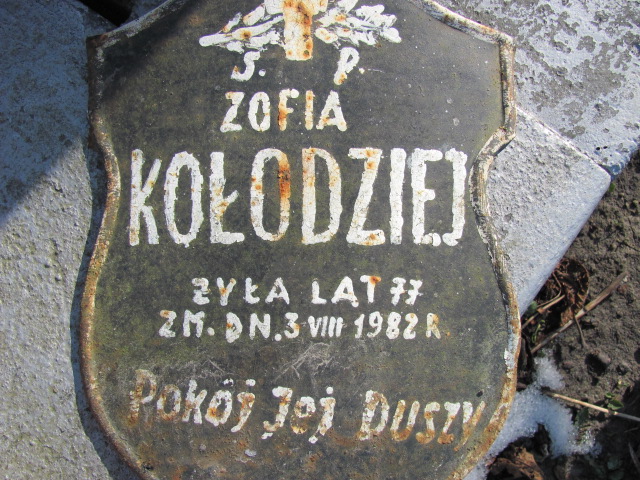 Ś. P.
ZOFIA
KOŁODZIEJ
ŻYŁA LAT 77
ZM. DN. 3 VIII 1982 R.
Pokój Jej Duszy